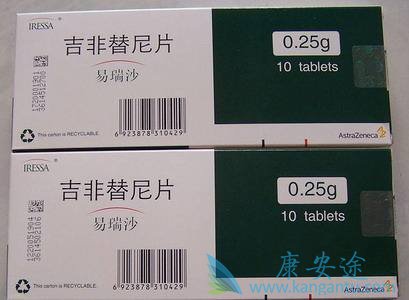 IRESSA®
吉非替尼片
易瑞沙
0.25g
10 tablets
6 923878 310429
This carton is RECYCLABLE.
AstraZeneca
IRESSA®
吉非替尼片
易瑞沙
0.25g
10 tablets
6 923878 310429
This carton is RECYCLABLE.
AstraZeneca
康安途